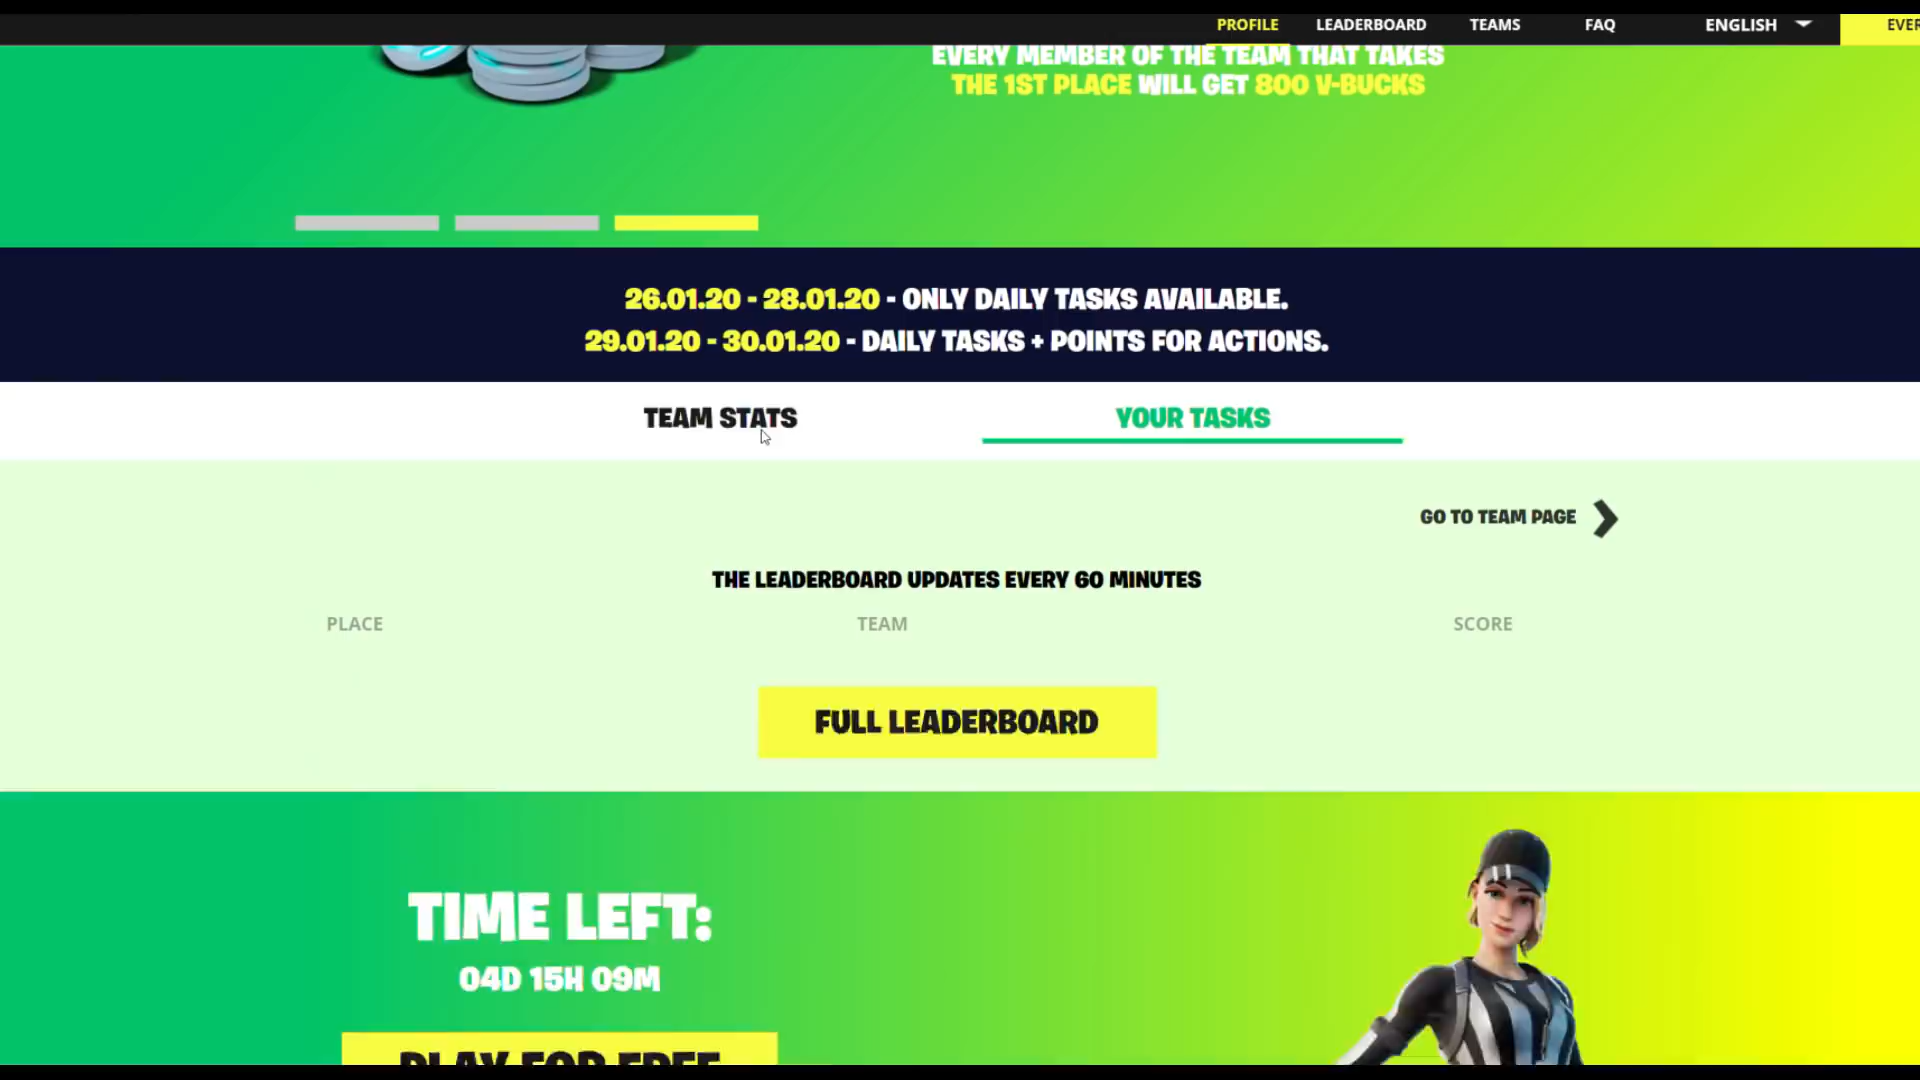 PROFILE LEADERBOARD TEAMS FAQ ENGLISH
EVERY MEMBER OF THE TEAM THAT TAKES
THE 1ST PLACE WILL GET 800 V-BUCKS
26.01.20 - 28.01.20 - ONLY DAILY TASKS AVAILABLE.
29.01.20 - 30.01.20 - DAILY TASKS + POINTS FOR ACTIONS.
TEAM STATS YOUR TASKS
GO TO TEAM PAGE
THE LEADERBOARD UPDATES EVERY 60 MINUTES
PLACE TEAM SCORE
FULL LEADERBOARD
TIME LEFT:
04D 15H 09M
PLAY FOR FREE